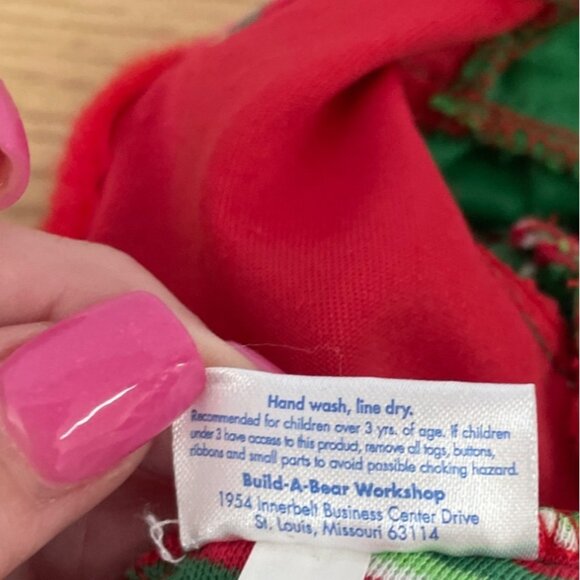 Hand wash, line dry.
Recommended for children over 3 yrs. of age. If children
under 3 have access to this product, remove all tags, buttons,
ribbons and small parts to avoid possible choking hazard.
Build-A-Bear Workshop
1954 Innerbelt Business Center Drive
St. Louis, Missouri 63114